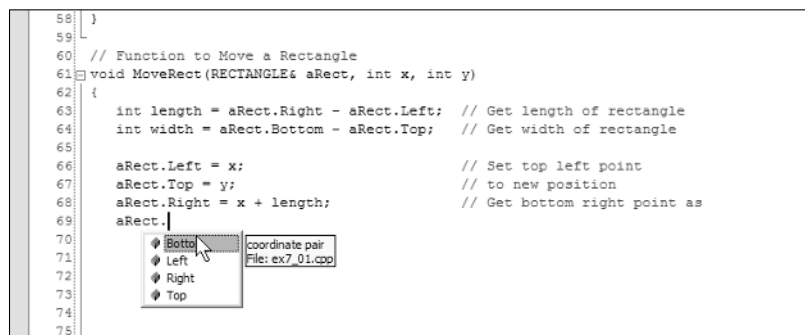 58 }
59
60 // Function to Move a Rectangle
61 void MoveRect(RECTANGLE& aRect, int x, int y)
62 {
63 int length = aRect.Right - aRect.Left; // Get length of rectangle
64 int width = aRect.Bottom - aRect.Top; // Get width of rectangle
65
66 aRect.Left = x; // Set top left point
67 aRect.Top = y; // to new position
68 aRect.Right = x + length; // Get bottom right point as
69 aRect.
70 Botto coordinate pair
71 Left File: ex7_01.cpp
72 Right
73 Top
74
75